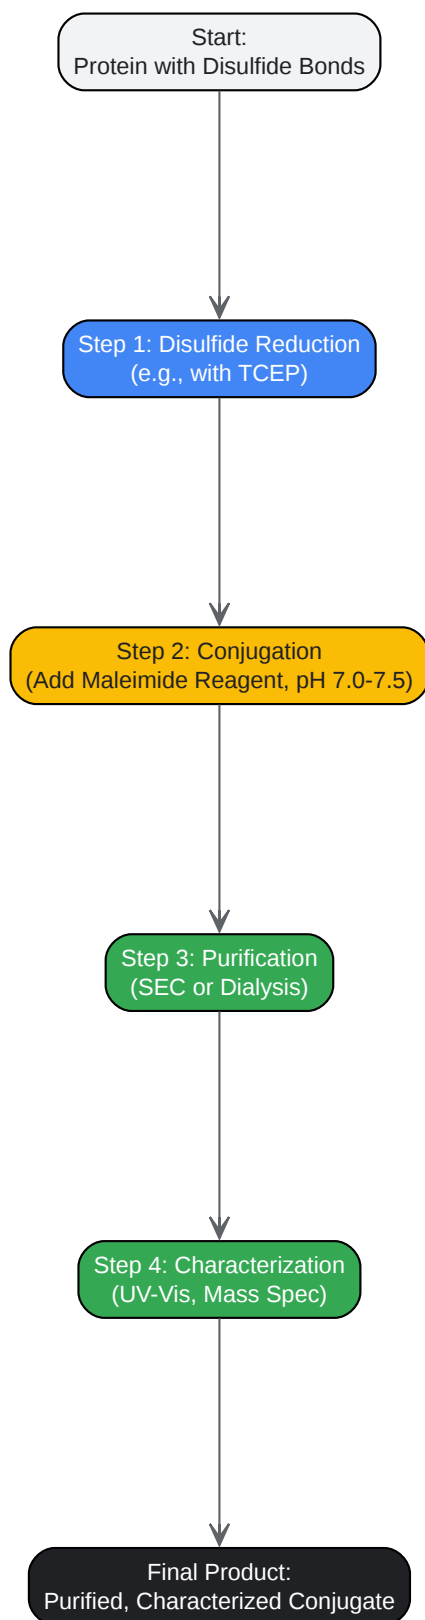 Start:
Protein with Disulfide Bonds
Step 1: Disulfide Reduction
(e.g., with TCEP)
Step 2: Conjugation
(Add Maleimide Reagent, pH 7.0-7.5)
Step 3: Purification
(SEC or Dialysis)
Step 4: Characterization
(UV-Vis, Mass Spec)
Final Product:
Purified, Characterized Conjugate